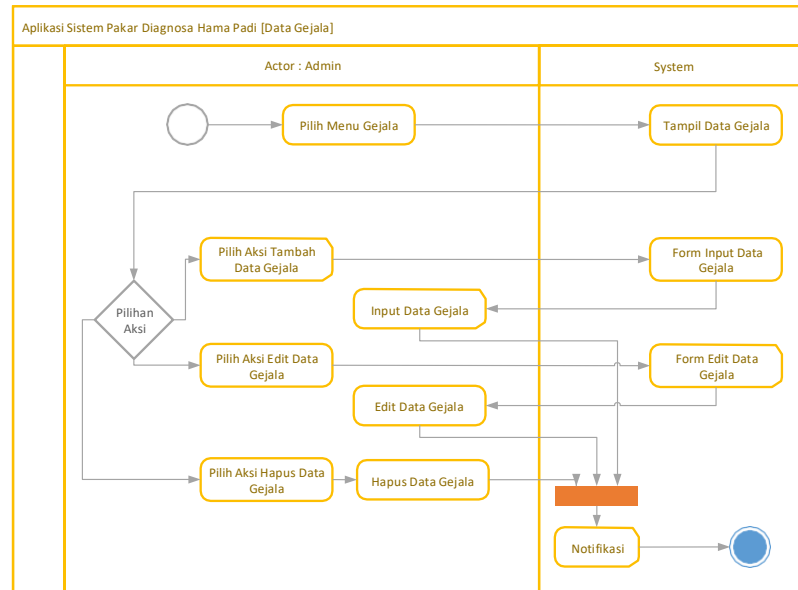 Aplikasi Sistem Pakar Diagnosa Hama Padi [Data Gejala]
Actor : Admin
System
Pilih Menu Gejala
Tampil Data Gejala
Pilih Aksi Tambah
Data Gejala
Form Input Data
Gejala
Pilihan
Aksi
Input Data Gejala
Pilih Aksi Edit Data
Gejala
Form Edit Data
Gejala
Edit Data Gejala
Pilih Aksi Hapus Data
Gejala
Hapus Data Gejala
Notifikasi